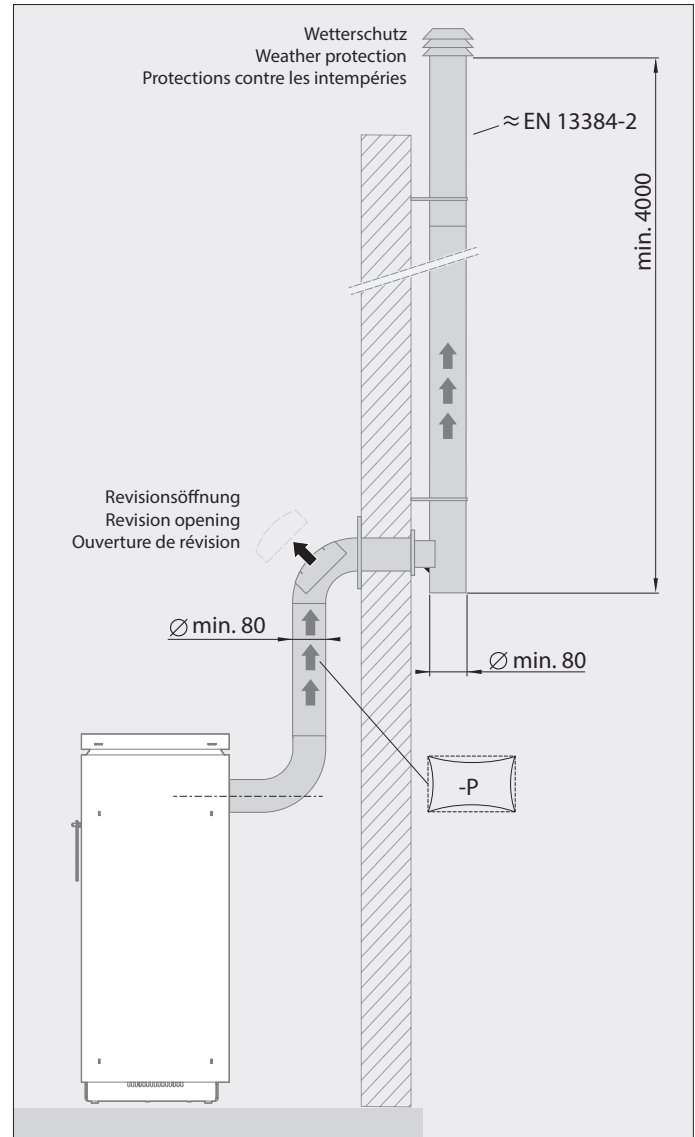 Wetterschutz
Weather protection
Protections contre les intempéries
≈ EN 13384-2
min. 4000
Revisionsöffnung
Revision opening
Ouverture de révision
∅ min. 80
∅ min. 80
-P